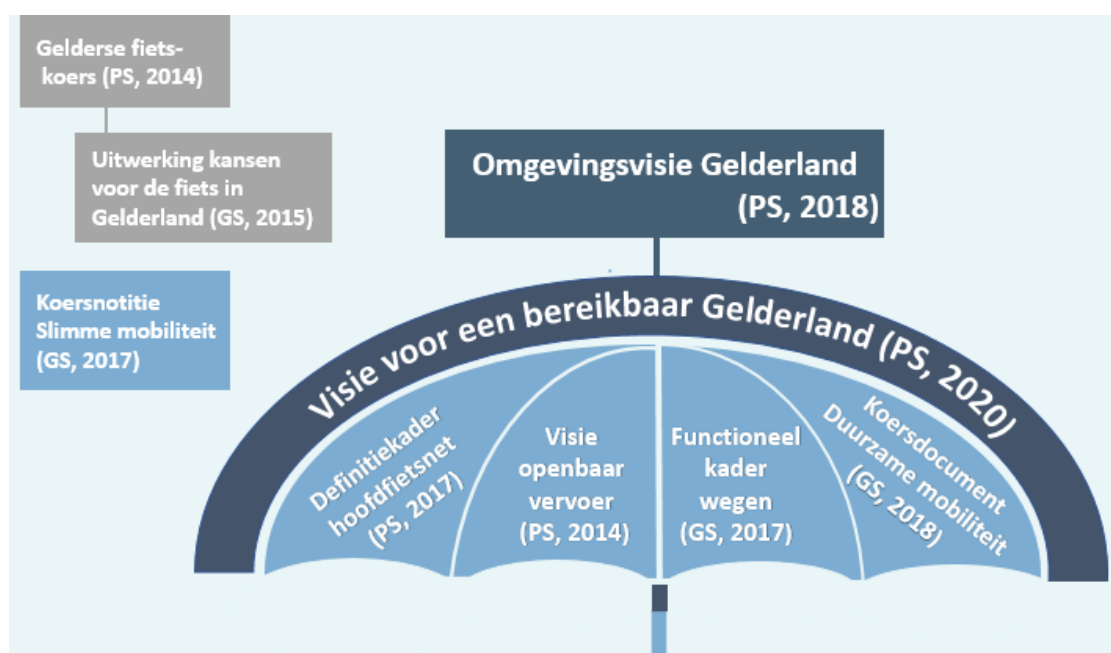 Gelderse fiets-
koers (PS, 2014)
Uitwerking kansen
voor de fiets in
Gelderland (GS, 2015)
Omgevingsvisie Gelderland
(PS, 2018)
Koersnotitie
Slimme mobiliteit
(GS, 2017)
Visie voor een bereikbaar Gelderland (PS, 2020)
Definitiekader
hoofdfietsnet
(PS, 2017)
Visie
openbaar
vervoer
(PS, 2014)
Functioneel
kader
wegen
(GS, 2017)
Koersdocument
Duurzame mobiliteit
(GS, 2018)